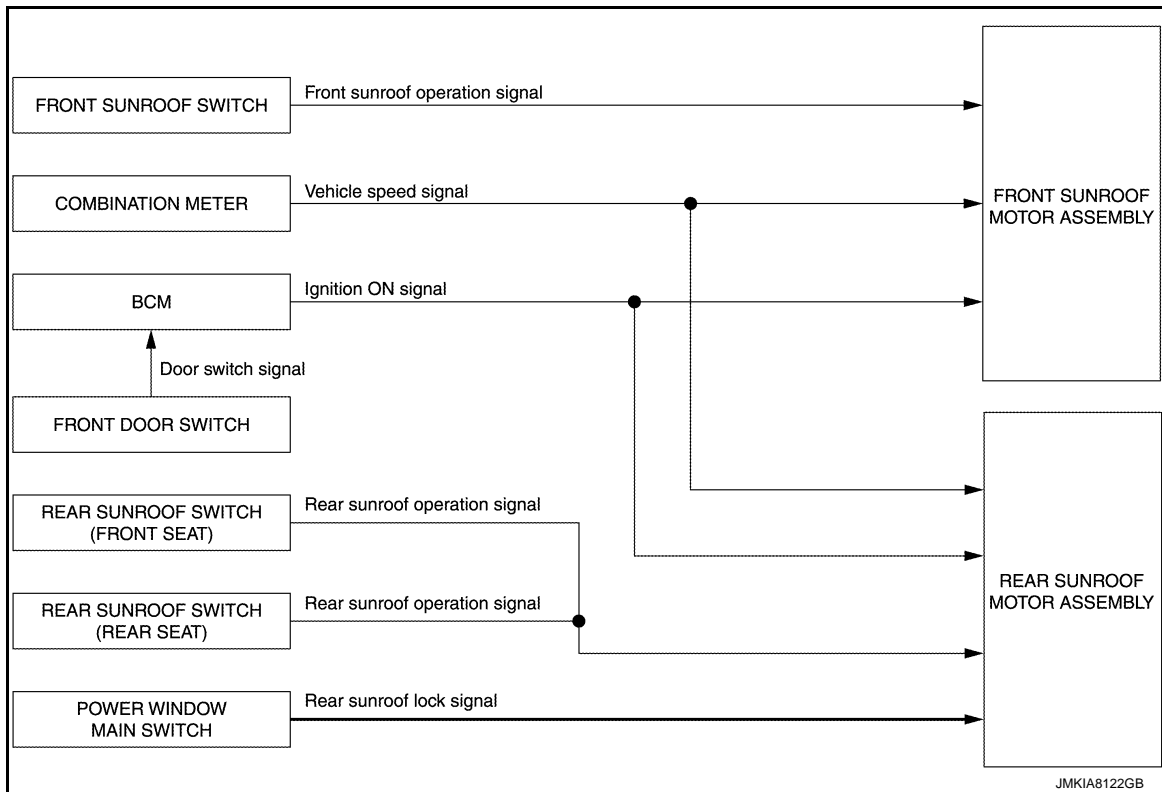 FRONT SUNROOF SWITCH
Front sunroof operation signal
COMBINATION METER
Vehicle speed signal
FRONT SUNROOF
MOTOR ASSEMBLY
BCM
Ignition ON signal
Door switch signal
FRONT DOOR SWITCH
REAR SUNROOF SWITCH
(FRONT SEAT)
Rear sunroof operation signal
REAR SUNROOF SWITCH
(REAR SEAT)
Rear sunroof operation signal
REAR SUNROOF
MOTOR ASSEMBLY
POWER WINDOW
MAIN SWITCH
Rear sunroof lock signal
JMKIA8122GB